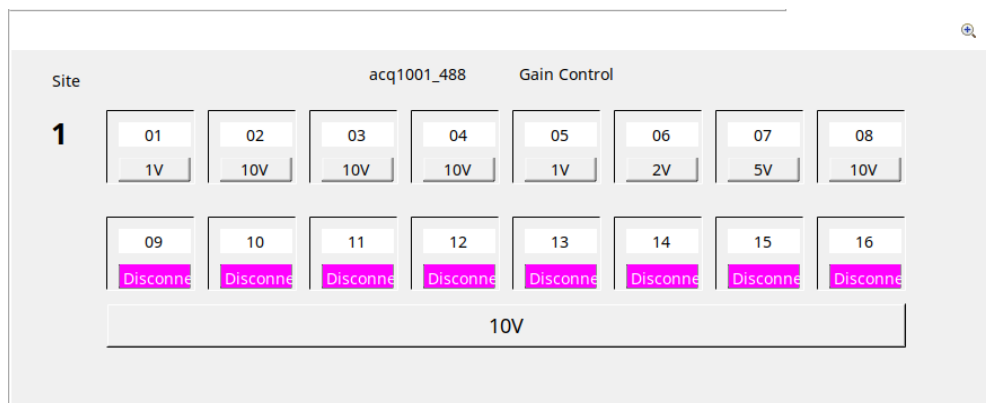 Site acq1001_488 Gain Control
1 01 02 03 04 05 06 07 08
1V 10V 10V 10V 1V 2V 5V 10V
09 10 11 12 13 14 15 16
Disconne Disconne Disconne Disconne Disconne Disconne Disconne Disconne
10V